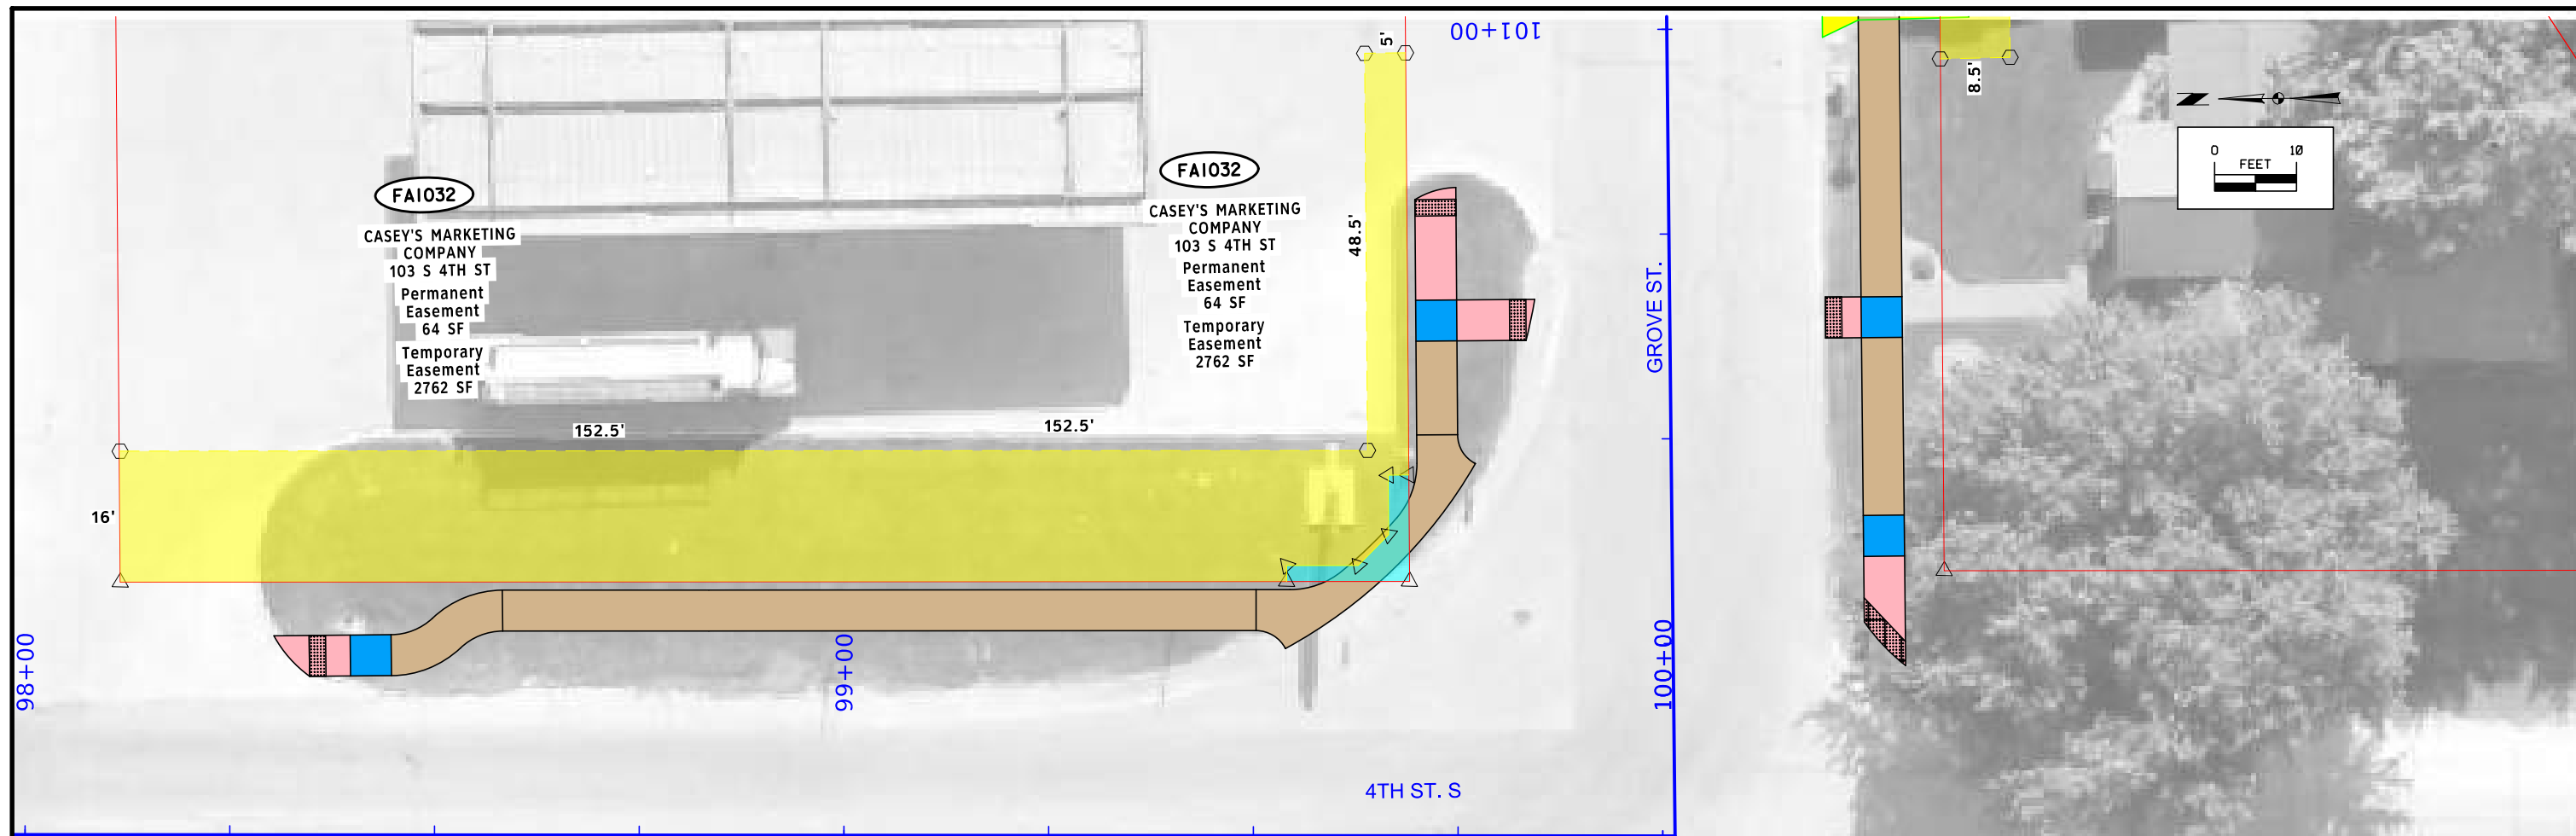 5'
101+00
8.5'
0 10
FEET
FA1032
CASEY'S MARKETING
COMPANY
103 S 4TH ST
Permanent
Easement
64 SF
Temporary
Easement
2762 SF
FA1032
CASEY'S MARKETING
COMPANY
103 S 4TH ST
Permanent
Easement
64 SF
Temporary
Easement
2762 SF
48.5'
GROVE ST.
152.5'
152.5'
16'
98+00
99+00
100+00
4TH ST. S